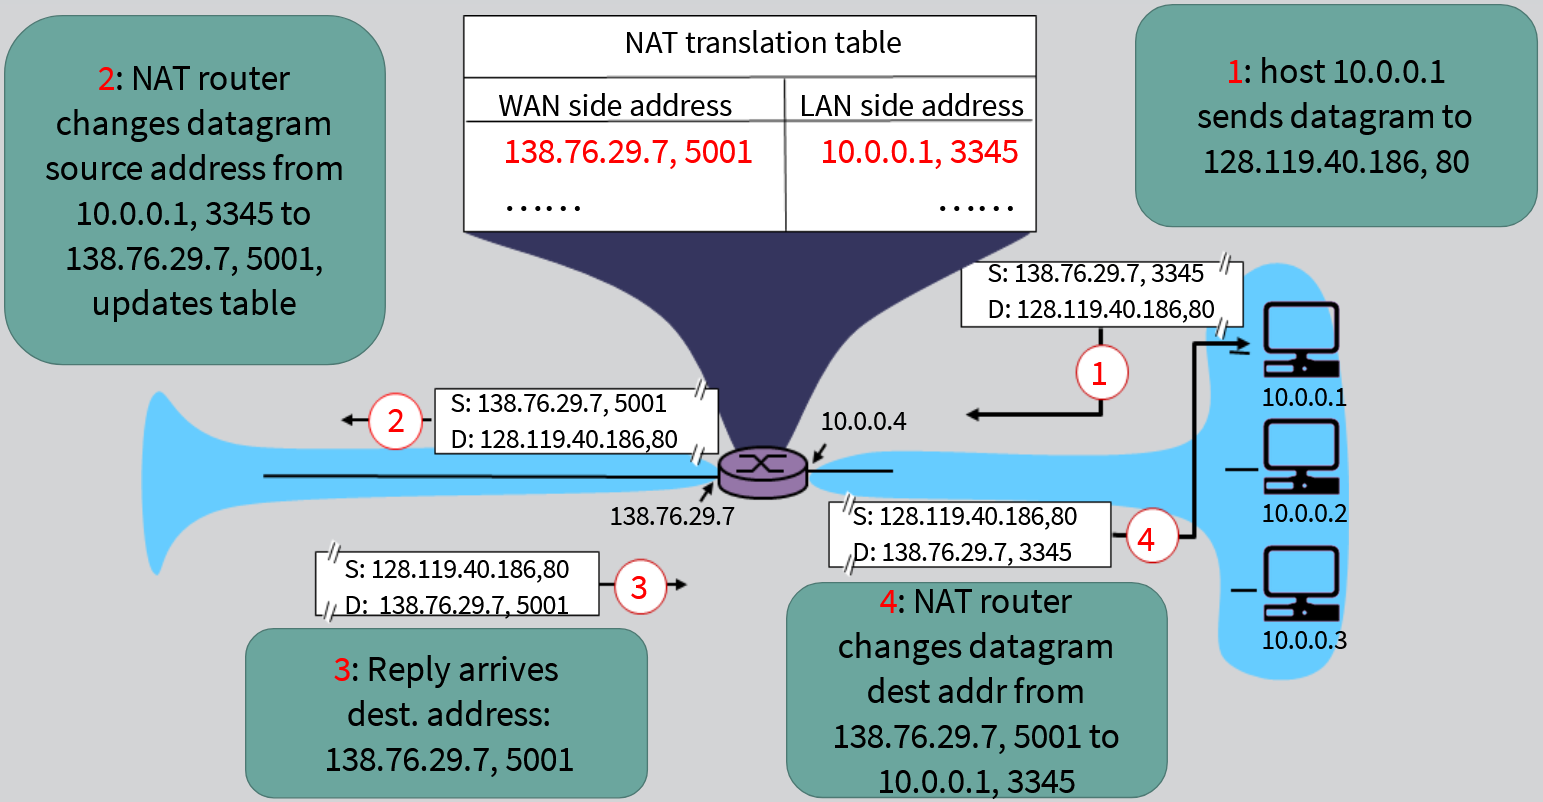 2: NAT router
changes datagram
source address from
10.0.0.1, 3345 to
138.76.29.7, 5001,
updates table
NAT translation table
WAN side address
LAN side address
138.76.29.7, 5001
10.0.0.1, 3345
......
......
1: host 10.0.0.1
sends datagram to
128.119.40.186, 80
S: 138.76.29.7, 3345
D: 128.119.40.186,80
1
10.0.0.1
S: 138.76.29.7, 5001
D: 128.119.40.186,80
2
10.0.0.4
138.76.29.7
10.0.0.2
S: 128.119.40.186,80
D: 138.76.29.7, 3345
4
S: 128.119.40.186,80
D: 138.76.29.7, 5001
3
10.0.0.3
3: Reply arrives
dest. address:
138.76.29.7, 5001
4: NAT router
changes datagram
dest addr from
138.76.29.7, 5001 to
10.0.0.1, 3345